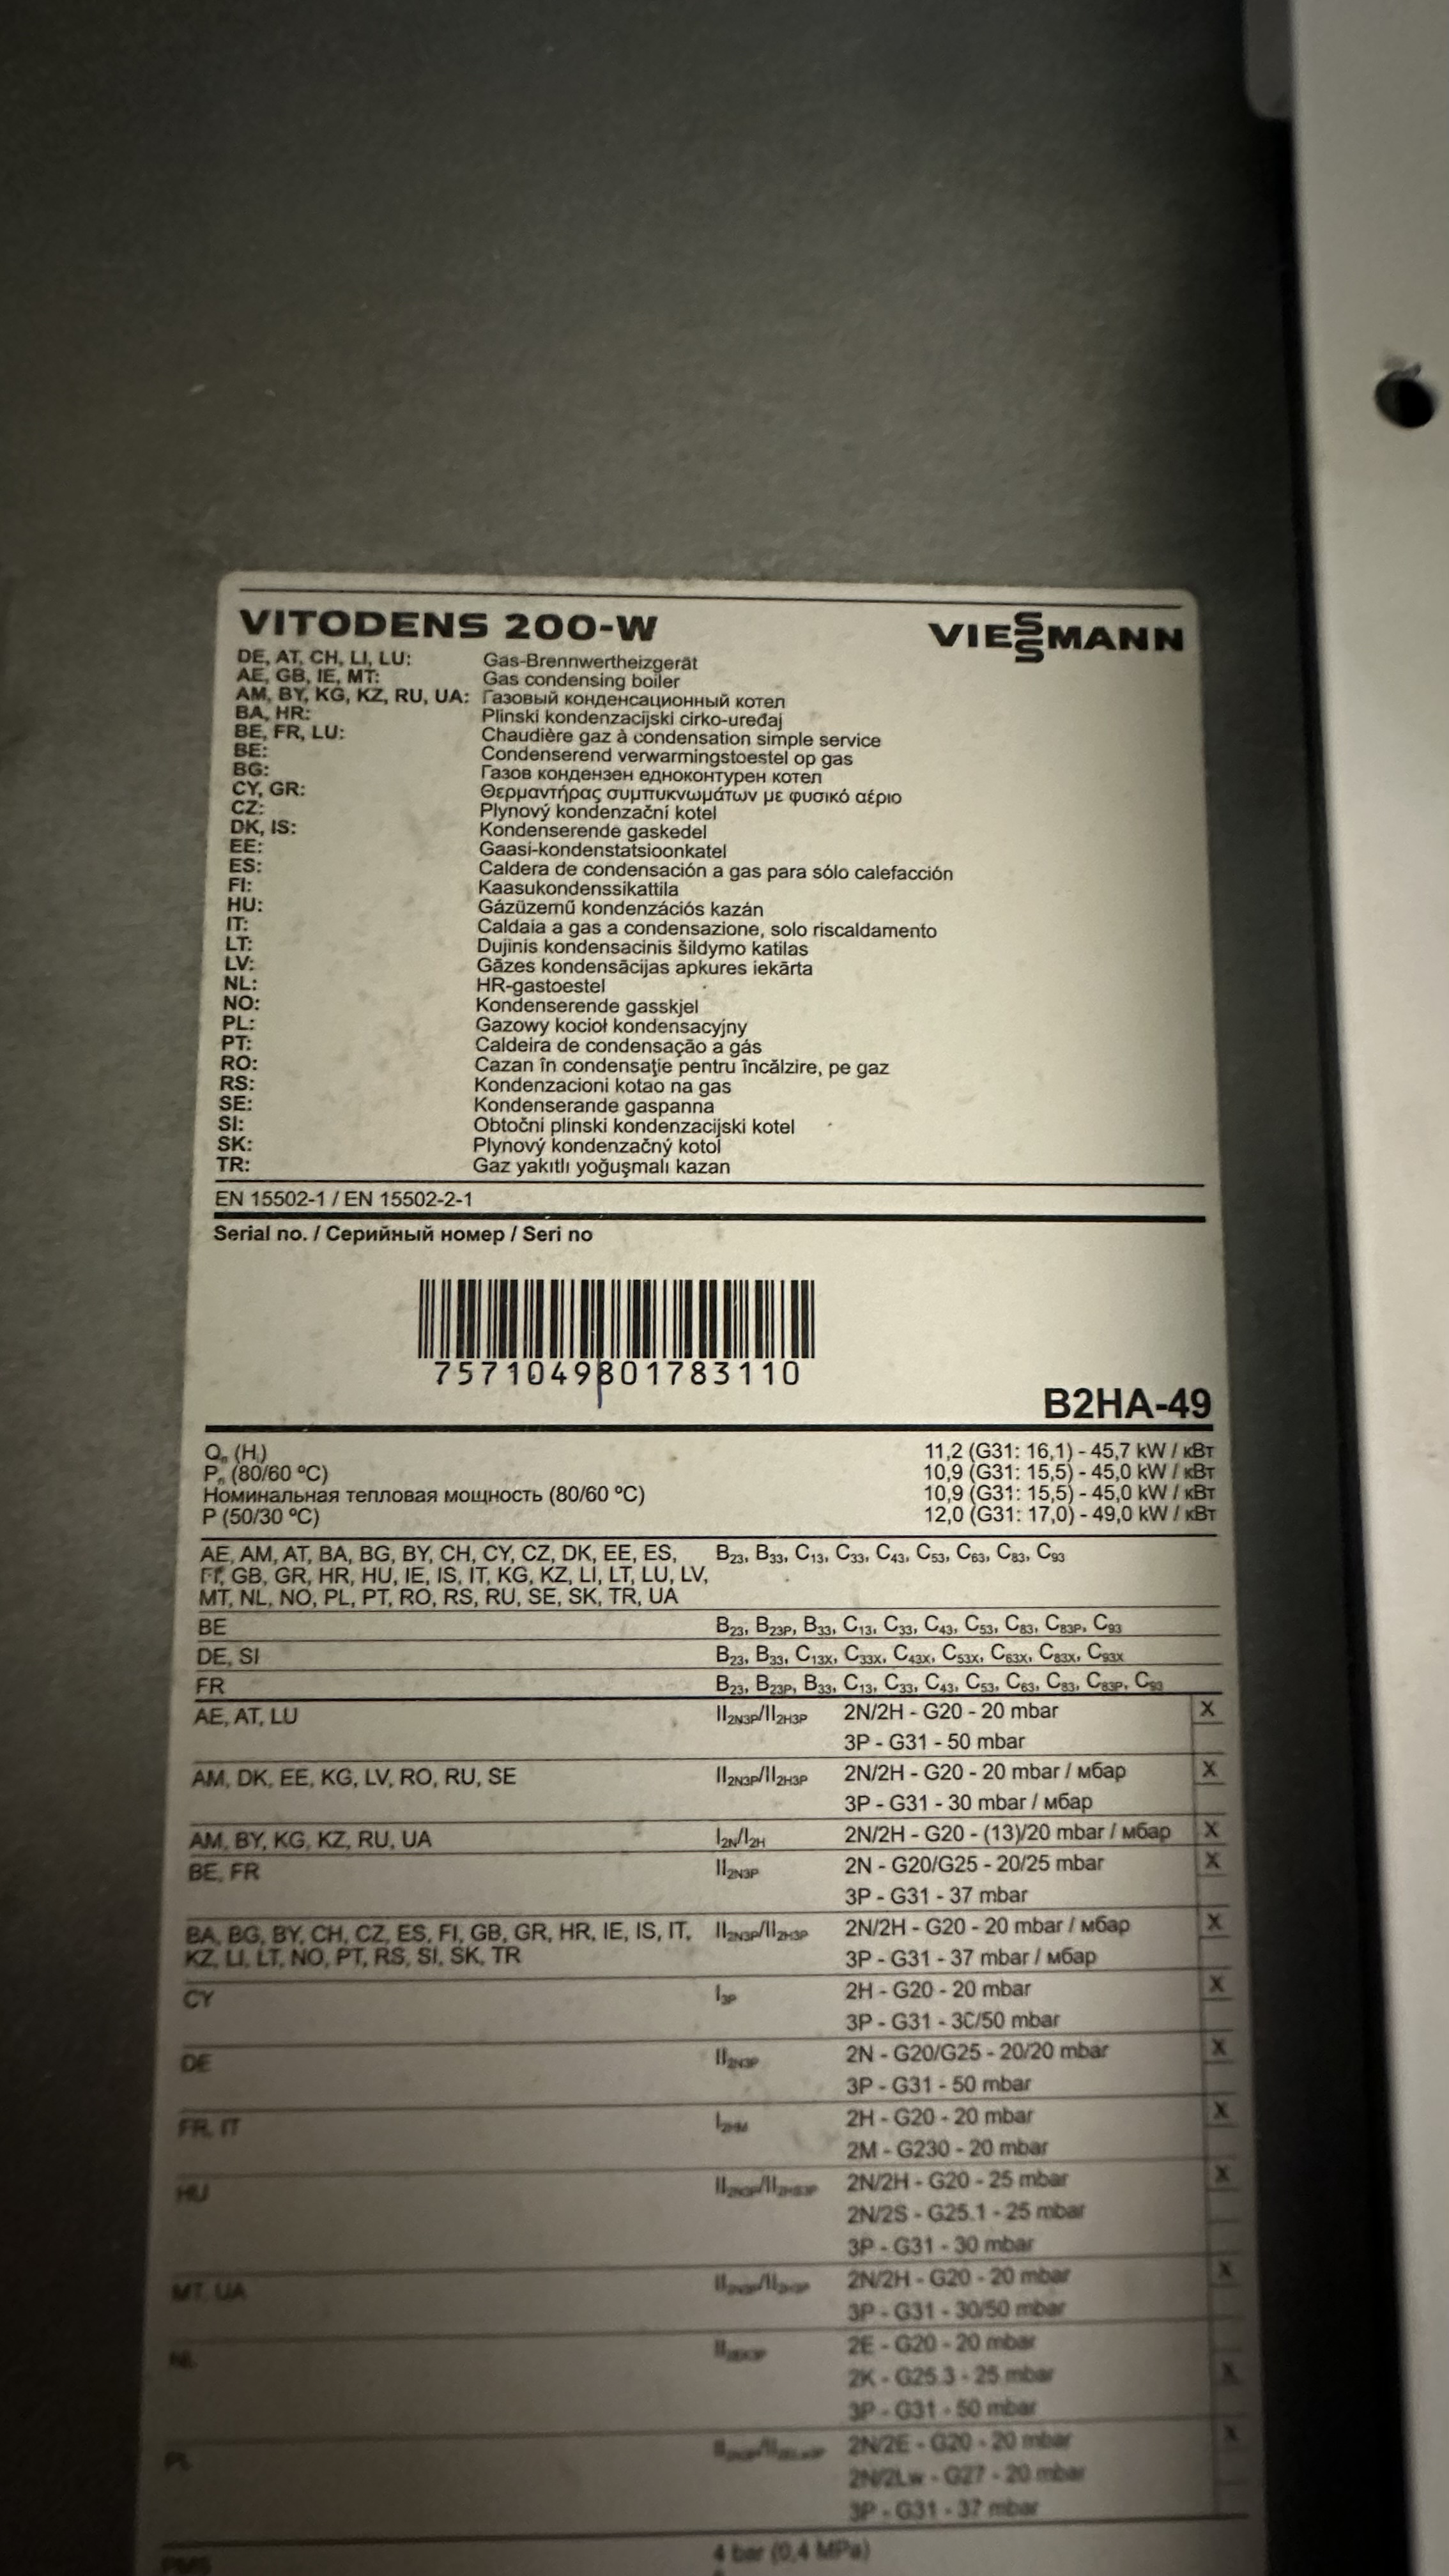 VITODENS 200-W
VIESSMANN
DE, AT, CH, LI, LU: Gas-Brennwertheizgerät
AE, GB, IE, MT: Gas condensing boiler
AM, BY, KG, KZ, RU, UA: Газовый конденсационный котел
BA, HR: Plinski kondenzacijski cirko-uređaj
BE, FR, LU: Chaudière gaz à condensation simple service
BE: Condenserend verwarmingstoestel op gas
BG: Газов кондензен едноконтурен котел
CY, GR: Θερμαντήρας συμπυκνωμάτων με φυσικό αέριο
CZ: Plynový kondenzační kotel
DK, IS: Kondenserende gaskedel
EE: Gaasi-kondenstatsioonkatel
ES: Caldera de condensación a gas para sólo calefacción
FI: Kaasukondenssikattila
HU: Gázüzemű kondenzációs kazán
IT: Caldaia a gas a condensazione, solo riscaldamento
LT: Dujinis kondensacinis šildymo katilas
LV: Gāzes kondensācijas apkures iekārta
NL: HR-gastoestel
NO: Kondenserende gasskjel
PL: Gazowy kocioł kondensacyjny
PT: Caldeira de condensação a gás
RO: Cazan în condensaţie pentru încălzire, pe gaz
RS: Kondenzacioni kotao na gas
SE: Kondenserande gaspanna
SI: Obtočni plinski kondenzacijski kotel
SK: Plynový kondenzačný kotol
TR: Gaz yakıtlı yoğuşmalı kazan
EN 15502-1 / EN 15502-2-1
Serial no. / Серийный номер / Seri no
7571049801783110
B2HA-49
Qn (Hi) 11,2 (G31: 16,1) - 45,7 kW / кВт
Pn (80/60 ºC) 10,9 (G31: 15,5) - 45,0 kW / кВт
Номинальная тепловая мощность (80/60 ºC) 10,9 (G31: 15,5) - 45,0 kW / кВт
P (50/30 ºC) 12,0 (G31: 17,0) - 49,0 kW / кВт
AE, AM, AT, BA, BG, BY, CH, CY, CZ, DK, EE, ES, B23, B33, C13, C33, C43, C53, C63, C83, C93
FI, GB, GR, HR, HU, IE, IS, IT, KG, KZ, LI, LT, LU, LV,
MT, NL, NO, PL, PT, RO, RS, RU, SE, SK, TR, UA
BE B23, B23P, B33, C13, C33, C43, C53, C83, C83P, C93
DE, SI B23, B33, C13X, C33X, C43X, C53X, C63X, C83X, C93X
FR B23, B23P, B33, C13, C33, C43, C53, C63, C83, C83P, C93
AE, AT, LU II2N3P/II2H3P 2N/2H - G20 - 20 mbar X
3P - G31 - 50 mbar
AM, DK, EE, KG, LV, RO, RU, SE II2N3P/II2H3P 2N/2H - G20 - 20 mbar / мбар X
3P - G31 - 30 mbar / мбар
AM, BY, KG, KZ, RU, UA I2N/I2H 2N/2H - G20 - (13)/20 mbar / мбар X
BE, FR II2N3P 2N - G20/G25 - 20/25 mbar X
3P - G31 - 37 mbar
BA, BG, BY, CH, CZ, ES, FI, GB, GR, HR, IE, IS, IT, II2N3P/II2H3P 2N/2H - G20 - 20 mbar / мбар X
KZ, LI, LT, NO, PT, RS, SI, SK, TR 3P - G31 - 37 mbar / мбар
CY I3P 2H - G20 - 20 mbar X
3P - G31 - 30/50 mbar
DE II2N3P 2N - G20/G25 - 20/20 mbar X
3P - G31 - 50 mbar
FR, IT I2HM 2H - G20 - 20 mbar X
2M - G230 - 20 mbar
HU 2N/2H - G20 - 25 mbar X
2N/2S - G25.1 - 25 mbar
3P - G31 - 30 mbar
MT, UA 2N/2H - G20 - 20 mbar X
3P - G31 - 30/50 mbar
NL 2E - G20 - 20 mbar
2K - G25.3 - 25 mbar X
3P - G31 - 50 mbar
PL 2N/2E - G20 - 20 mbar X
2N/2Lw - G27 - 20 mbar
3P - G31 - 37 mbar
PMS 4 bar (0,4 MPa)